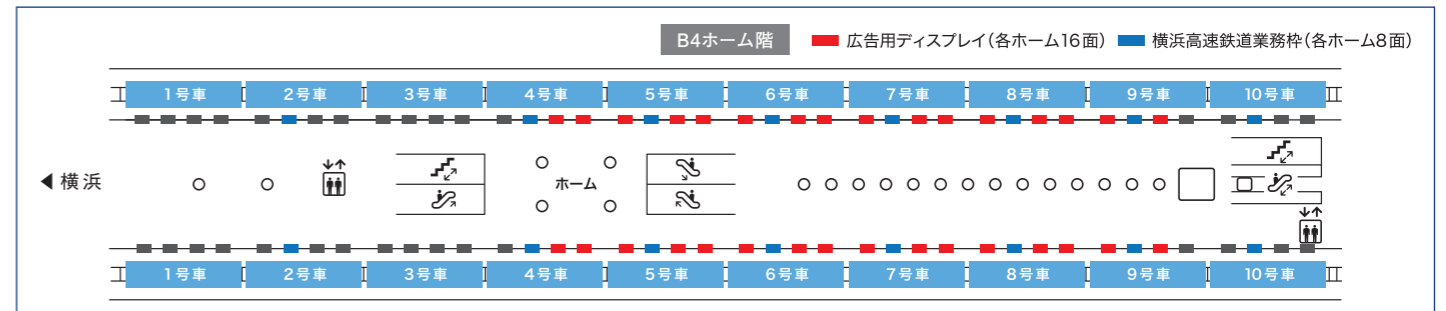 B4ホーム階 広告用ディスプレイ(各ホーム16面) 横浜高速鉄道業務枠(各ホーム8面)
1号車 2号車 3号車 4号車 5号車 6号車 7号車 8号車 9号車 10号車
◀横浜
ホーム
1号車 2号車 3号車 4号車 5号車 6号車 7号車 8号車 9号車 10号車